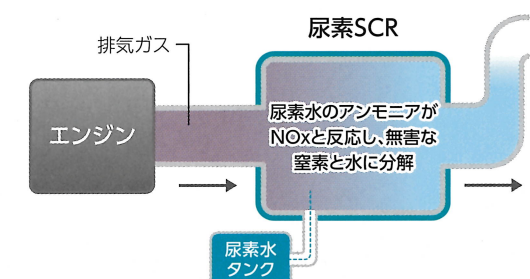 尿素SCR
排気ガス
エンジン
尿素水のアンモニアが
NOxと反応し、無害な
窒素と水に分解
尿素水
タンク